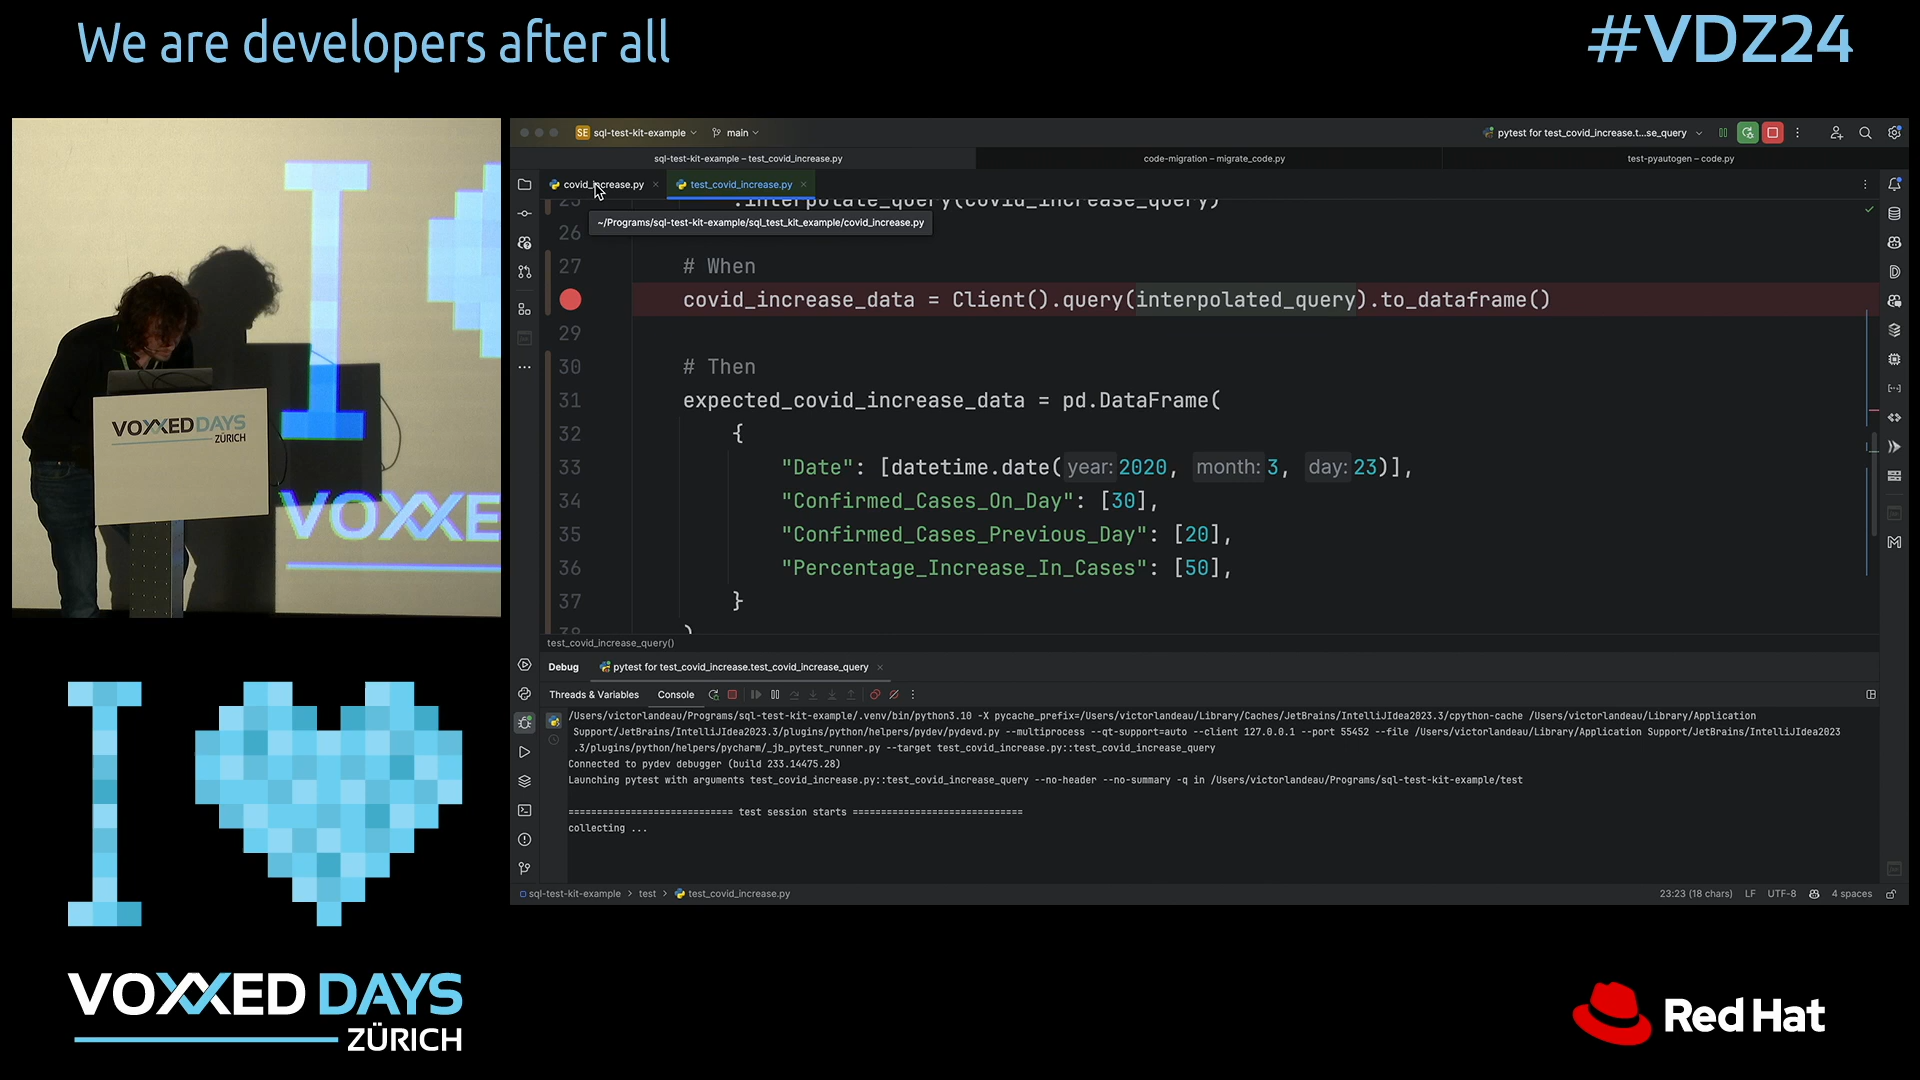 We are developers after all
#VDZ24
SE sql-test-kit-example
main
pytest for test_covid_increase.t...se_query
sql-test-kit-example – test_covid_increase.py
code-migration – migrate_code.py
test-pyautogen – code.py
covid_increase.py
test_covid_increase.py
25 .interpolate_query(covid_increase_query)
~/Programs/sql-test-kit-example/sql_test_kit_example/covid_increase.py
26
27 # When
covid_increase_data = Client().query(interpolated_query).to_dataframe()
29
30 # Then
31 expected_covid_increase_data = pd.DataFrame(
32 {
33 "Date": [datetime.date(year: 2020, month: 3, day: 23)],
34 "Confirmed_Cases_On_Day": [30],
35 "Confirmed_Cases_Previous_Day": [20],
36 "Percentage_Increase_In_Cases": [50],
37 }
38 )
test_covid_increase_query()
Debug
pytest for test_covid_increase.test_covid_increase_query
Threads & Variables
Console
/Users/victorlandeau/Programs/sql-test-kit-example/.venv/bin/python3.10 -X pycache_prefix=/Users/victorlandeau/Library/Caches/JetBrains/IntelliJIdea2023.3/cpython-cache /Users/victorlandeau/Library/Application
Support/JetBrains/IntelliJIdea2023.3/plugins/python/helpers/pydev/pydevd.py --multiprocess --qt-support=auto --client 127.0.0.1 --port 55452 --file /Users/victorlandeau/Library/Application Support/JetBrains/IntelliJIdea2023
.3/plugins/python/helpers/pycharm/_jb_pytest_runner.py --target test_covid_increase.py::test_covid_increase_query
Connected to pydev debugger (build 233.14475.28)
Launching pytest with arguments test_covid_increase.py::test_covid_increase_query --no-header --no-summary -q in /Users/victorlandeau/Programs/sql-test-kit-example/test
============================= test session starts ==============================
collecting ...
sql-test-kit-example > test > test_covid_increase.py
23:23 (18 chars)
LF
UTF-8
4 spaces
I
VOXXED
VOXXED DAYS
ZÜRICH
I
VOXXED DAYS
ZÜRICH
Red Hat